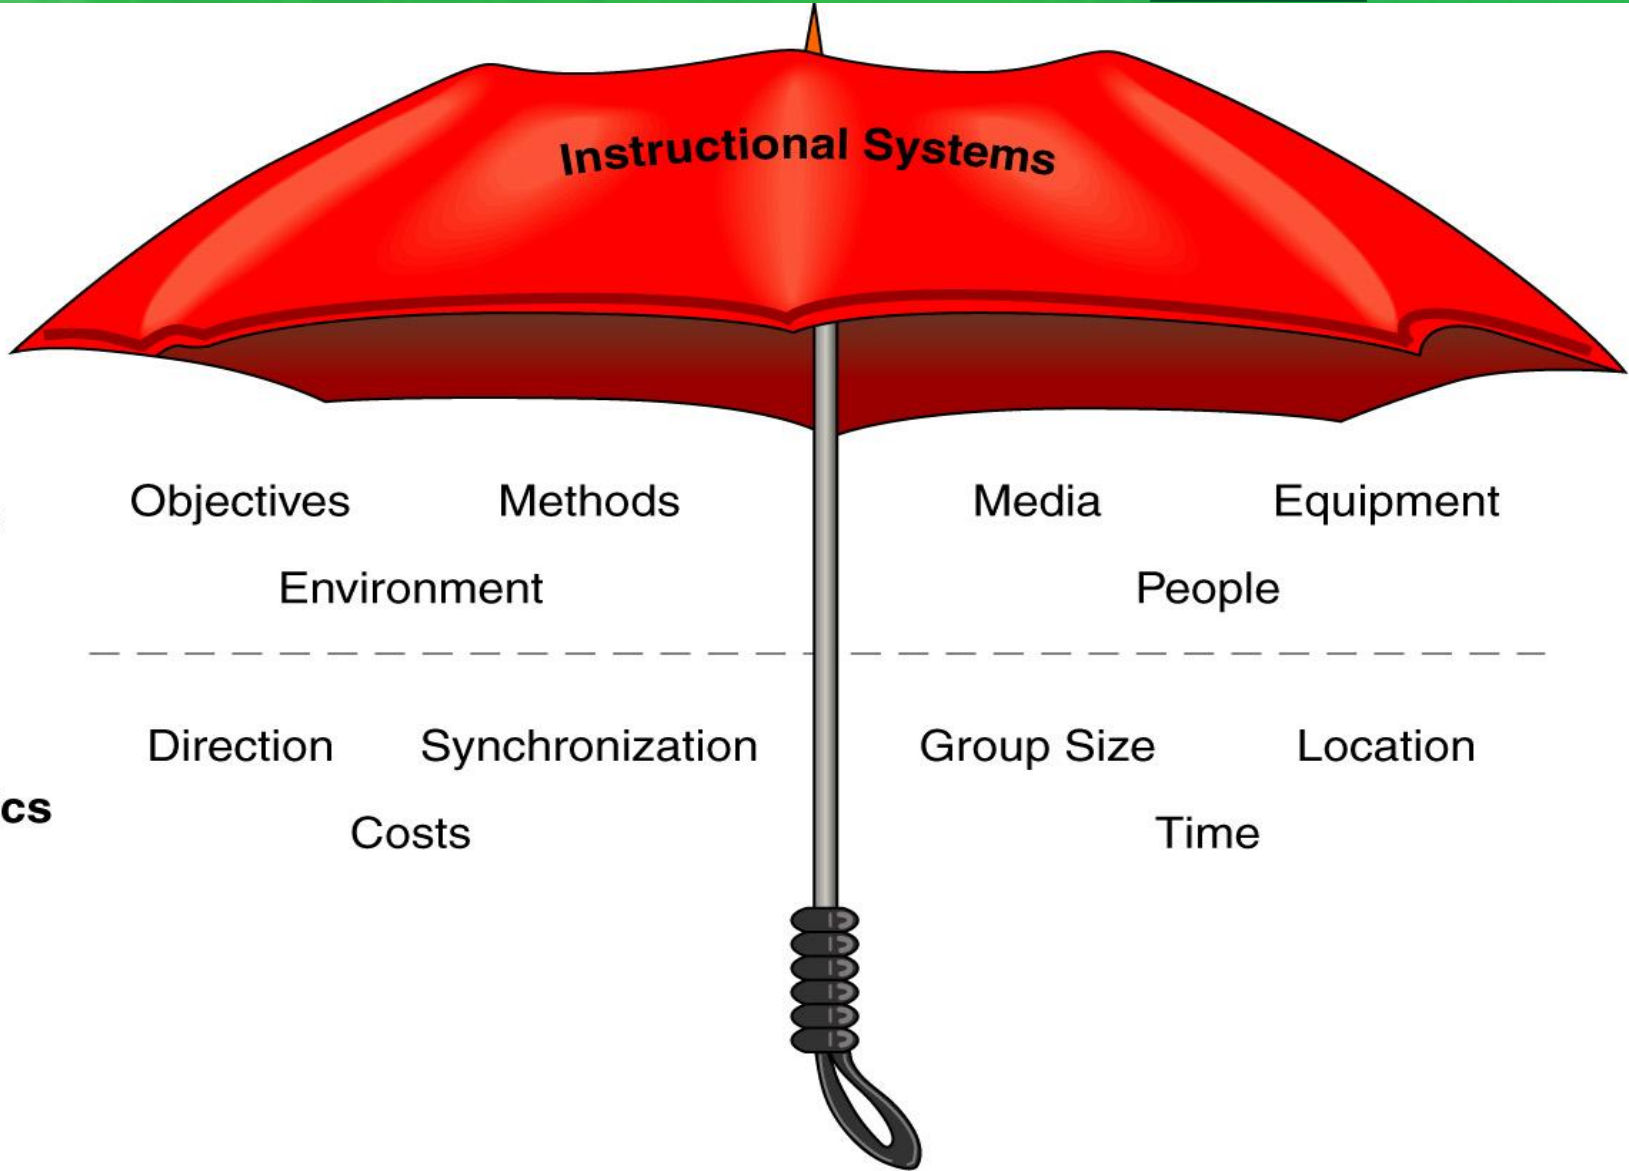 Instructional Systems
Objectives Methods Media Equipment
Environment People
Direction Synchronization Group Size Location
cs
Costs Time